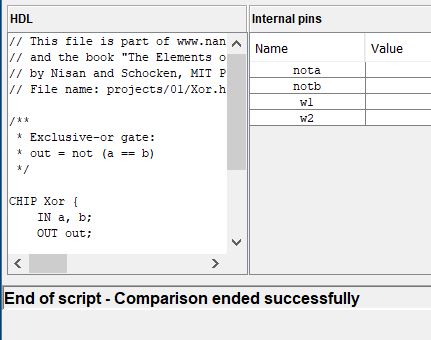 HDL
// This file is part of www.nan
// and the book "The Elements o
// by Nisan and Schocken, MIT P
// File name: projects/01/Xor.h
/**
* Exclusive-or gate:
* out = not (a == b)
*/
CHIP Xor {
IN a, b;
OUT out;
Internal pins
Name Value
nota
notb
w1
w2
End of script - Comparison ended successfully